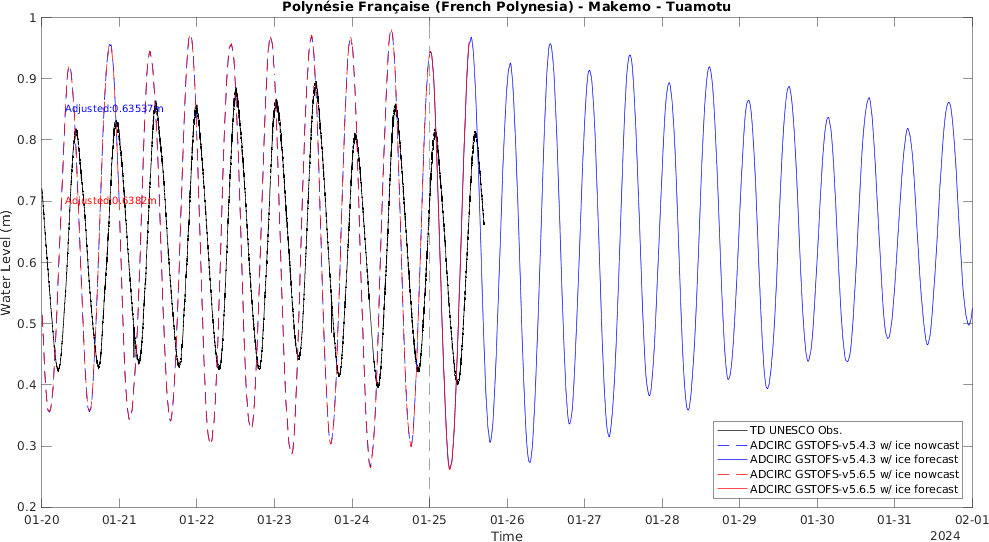 Polynésie Française (French Polynesia) - Makemo - Tuamotu
1
0.9
0.8
0.7
0.6
0.5
0.4
0.3
0.2
Water Level (m)
Adjusted:0.63537m
Adjusted:0.6382m
TD UNESCO Obs.
ADCIRC GSTOFS-v5.4.3 w/ ice nowcast
ADCIRC GSTOFS-v5.4.3 w/ ice forecast
ADCIRC GSTOFS-v5.6.5 w/ ice nowcast
ADCIRC GSTOFS-v5.6.5 w/ ice forecast
01-20 01-21 01-22 01-23 01-24 01-25 01-26 01-27 01-28 01-29 01-30 01-31 02-01
Time
2024